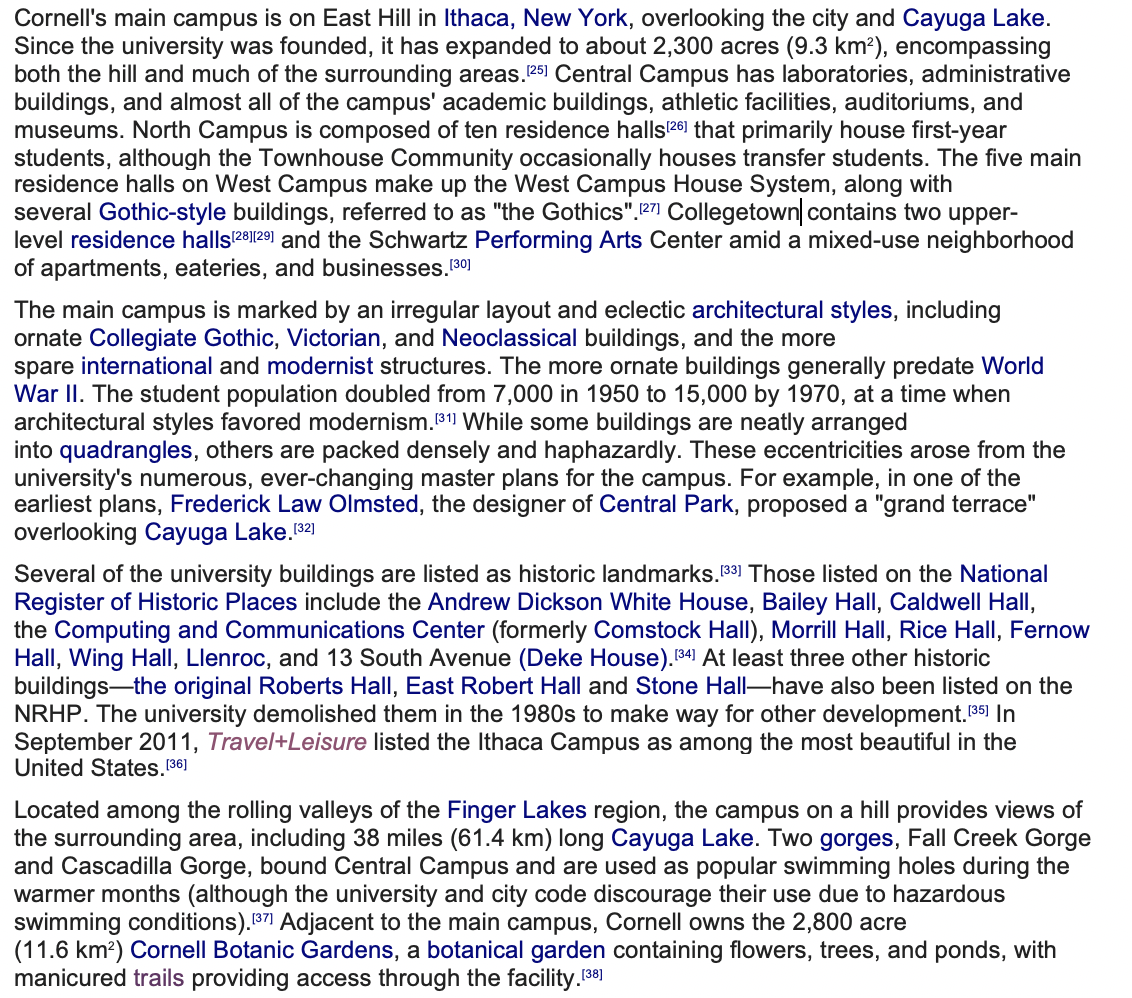 Cornell's main campus is on East Hill in Ithaca, New York, overlooking the city and Cayuga Lake.
Since the university was founded, it has expanded to about 2,300 acres (9.3 km²), encompassing
both the hill and much of the surrounding areas.[25] Central Campus has laboratories, administrative
buildings, and almost all of the campus' academic buildings, athletic facilities, auditoriums, and
museums. North Campus is composed of ten residence halls[26] that primarily house first-year
students, although the Townhouse Community occasionally houses transfer students. The five main
residence halls on West Campus make up the West Campus House System, along with
several Gothic-style buildings, referred to as "the Gothics".[27] Collegetown contains two upper-
level residence halls[28][29] and the Schwartz Performing Arts Center amid a mixed-use neighborhood
of apartments, eateries, and businesses.[30]
The main campus is marked by an irregular layout and eclectic architectural styles, including
ornate Collegiate Gothic, Victorian, and Neoclassical buildings, and the more
spare international and modernist structures. The more ornate buildings generally predate World
War II. The student population doubled from 7,000 in 1950 to 15,000 by 1970, at a time when
architectural styles favored modernism.[31] While some buildings are neatly arranged
into quadrangles, others are packed densely and haphazardly. These eccentricities arose from the
university's numerous, ever-changing master plans for the campus. For example, in one of the
earliest plans, Frederick Law Olmsted, the designer of Central Park, proposed a "grand terrace"
overlooking Cayuga Lake.[32]
Several of the university buildings are listed as historic landmarks.[33] Those listed on the National
Register of Historic Places include the Andrew Dickson White House, Bailey Hall, Caldwell Hall,
the Computing and Communications Center (formerly Comstock Hall), Morrill Hall, Rice Hall, Fernow
Hall, Wing Hall, Llenroc, and 13 South Avenue (Deke House).[34] At least three other historic
buildings—the original Roberts Hall, East Robert Hall and Stone Hall—have also been listed on the
NRHP. The university demolished them in the 1980s to make way for other development.[35] In
September 2011, Travel+Leisure listed the Ithaca Campus as among the most beautiful in the
United States.[36]
Located among the rolling valleys of the Finger Lakes region, the campus on a hill provides views of
the surrounding area, including 38 miles (61.4 km) long Cayuga Lake. Two gorges, Fall Creek Gorge
and Cascadilla Gorge, bound Central Campus and are used as popular swimming holes during the
warmer months (although the university and city code discourage their use due to hazardous
swimming conditions).[37] Adjacent to the main campus, Cornell owns the 2,800 acre
(11.6 km²) Cornell Botanic Gardens, a botanical garden containing flowers, trees, and ponds, with
manicured trails providing access through the facility.[38]